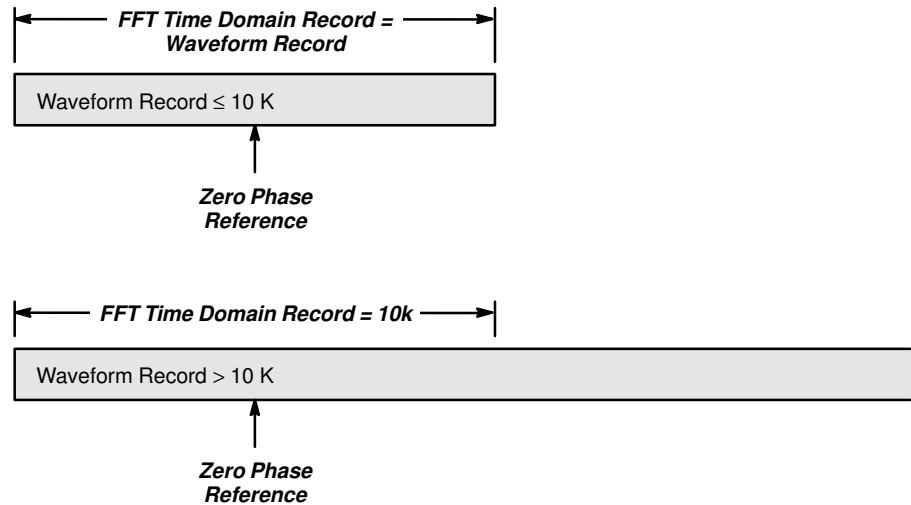 FFT Time Domain Record =
Waveform Record
Waveform Record ≤ 10 K
Zero Phase
Reference
FFT Time Domain Record = 10k
Waveform Record > 10 K
Zero Phase
Reference